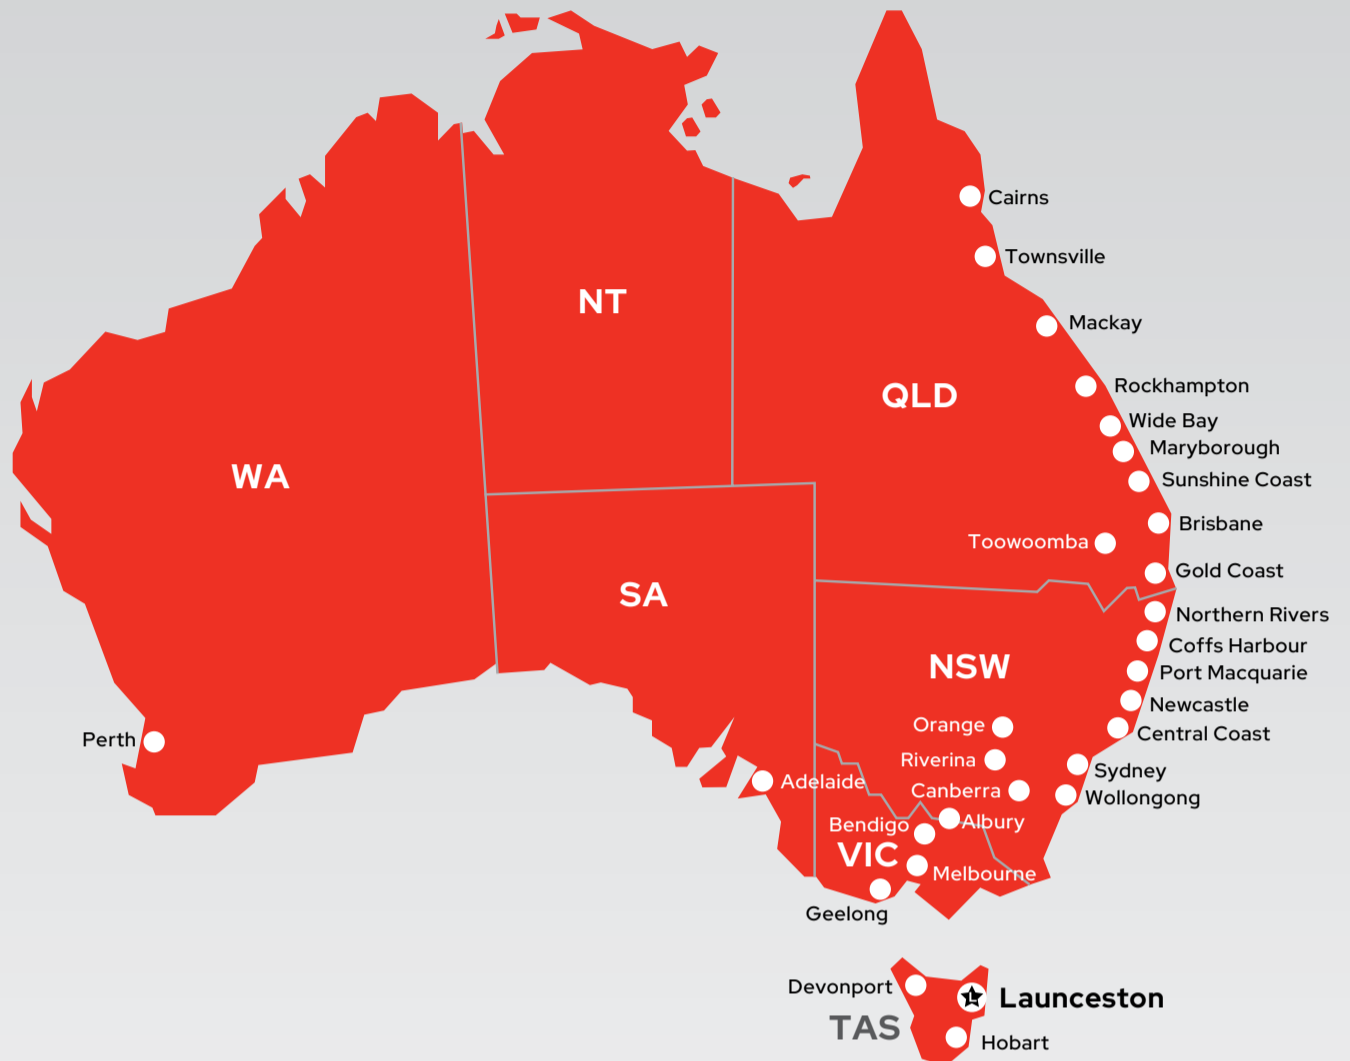 Cairns
Townsville
NT
Mackay
QLD
Rockhampton
Wide Bay
Maryborough
WA
Sunshine Coast
Brisbane
Toowoomba
Gold Coast
SA
Northern Rivers
Coffs Harbour
NSW
Port Macquarie
Newcastle
Orange
Central Coast
Perth
Riverina
Sydney
Adelaide
Canberra
Wollongong
Albury
Bendigo
VIC
Melbourne
Geelong
Devonport
L
Launceston
TAS
Hobart